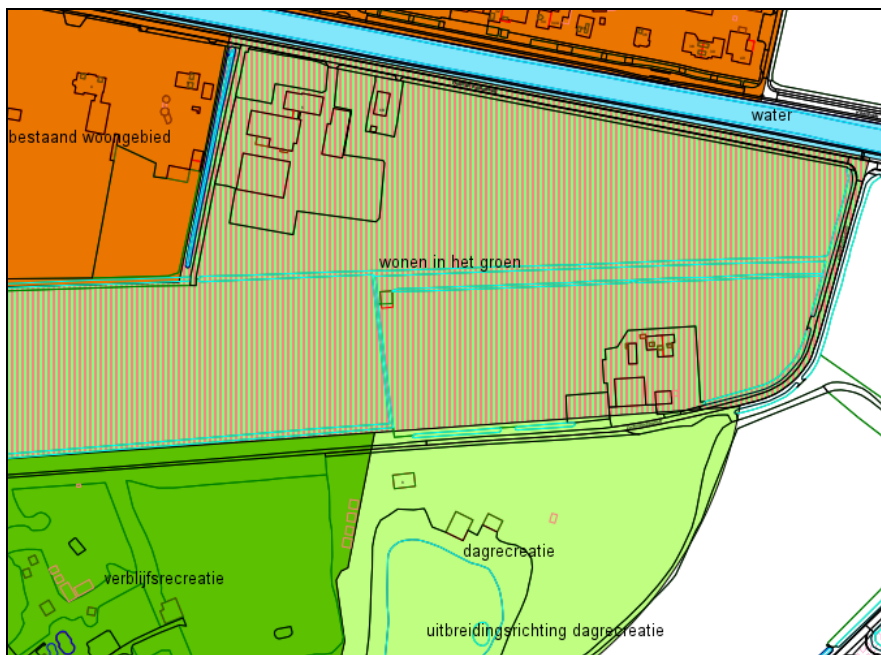 water
bestaand woongebied
wonen in het groen
dagrecreatie
verblijfsrecreatie
uitbreidingsrichting dagrecreatie